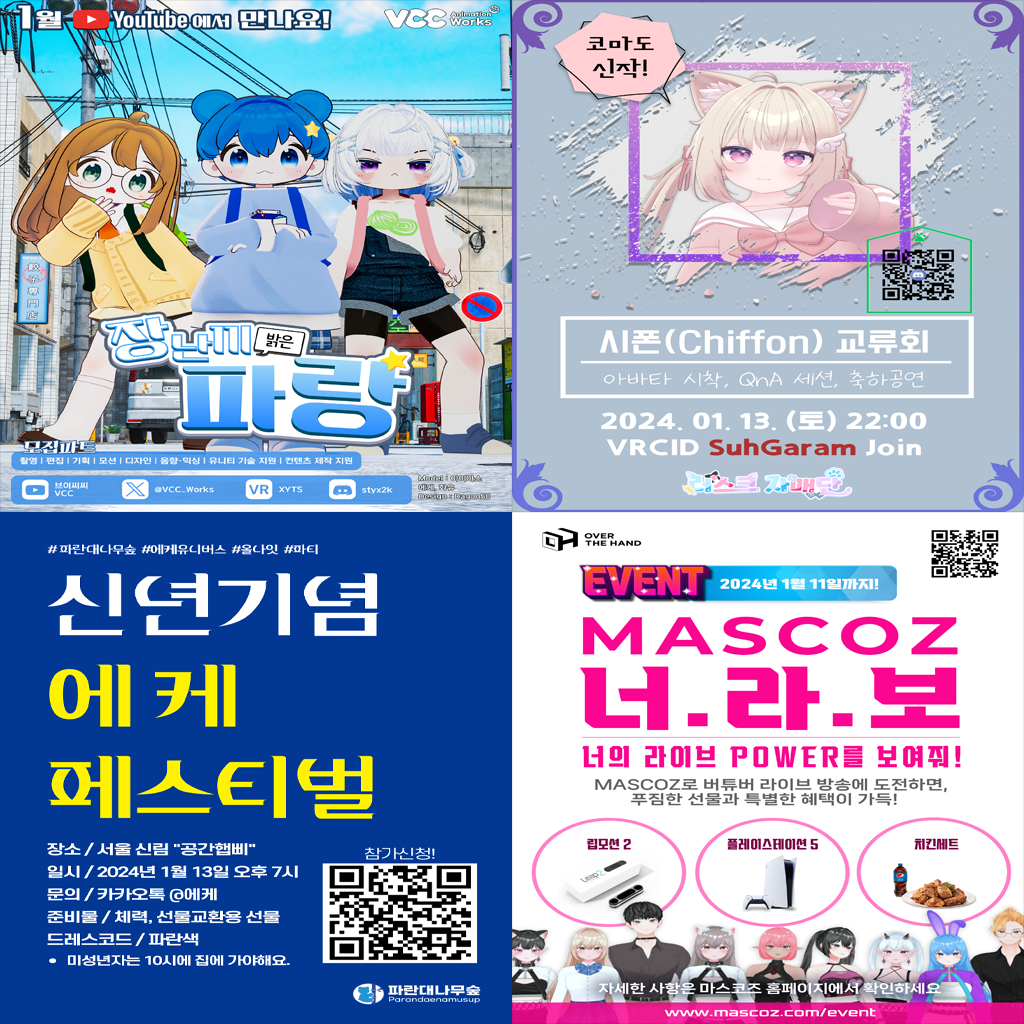 1월 YouTube에서 만나요!
VCC Animation Works
餃子専門店
장난끼 밝은 파랑
모집파트
촬영 | 편집 | 기획 | 모션 | 디자인 | 음향·믹싱 | 유니티 기술 지원 | 컨텐츠 제작 지원
브이씨씨 VCC
@VCC_Works
VR XYTS
styx2k
코마도
신작!
시폰(Chiffon) 교류회
아바타 시착, QnA 세션, 축하공연
2024. 01. 13. (토) 22:00
VRCID SuhGaram Join
#파란대나무숲 #에케유니버스 #올나잇 #파티
신년기념
에케
페스티벌
장소 / 서울 신림 "공간햅삐"
일시 / 2024년 1월 13일 오후 7시
문의 / 카카오톡 @에케
준비물 / 체력, 선물교환용 선물
드레스코드 / 파란색
• 미성년자는 10시에 집에 가야해요.
참가신청!
파란대나무숲
Parandaenamusup
OVER
THE HAND
EVENT 2024년 1월 11일까지!
MASCOZ
너.라.보
너의 라이브 POWER를 보여줘!
MASCOZ로 버튜버 라이브 방송에 도전하면,
푸짐한 선물과 특별한 혜택이 가득!
립모션 2
플레이스테이션 5
치킨세트
자세한 사항은 마스코즈 홈페이지에서 확인하세요
www.mascoz.com/event